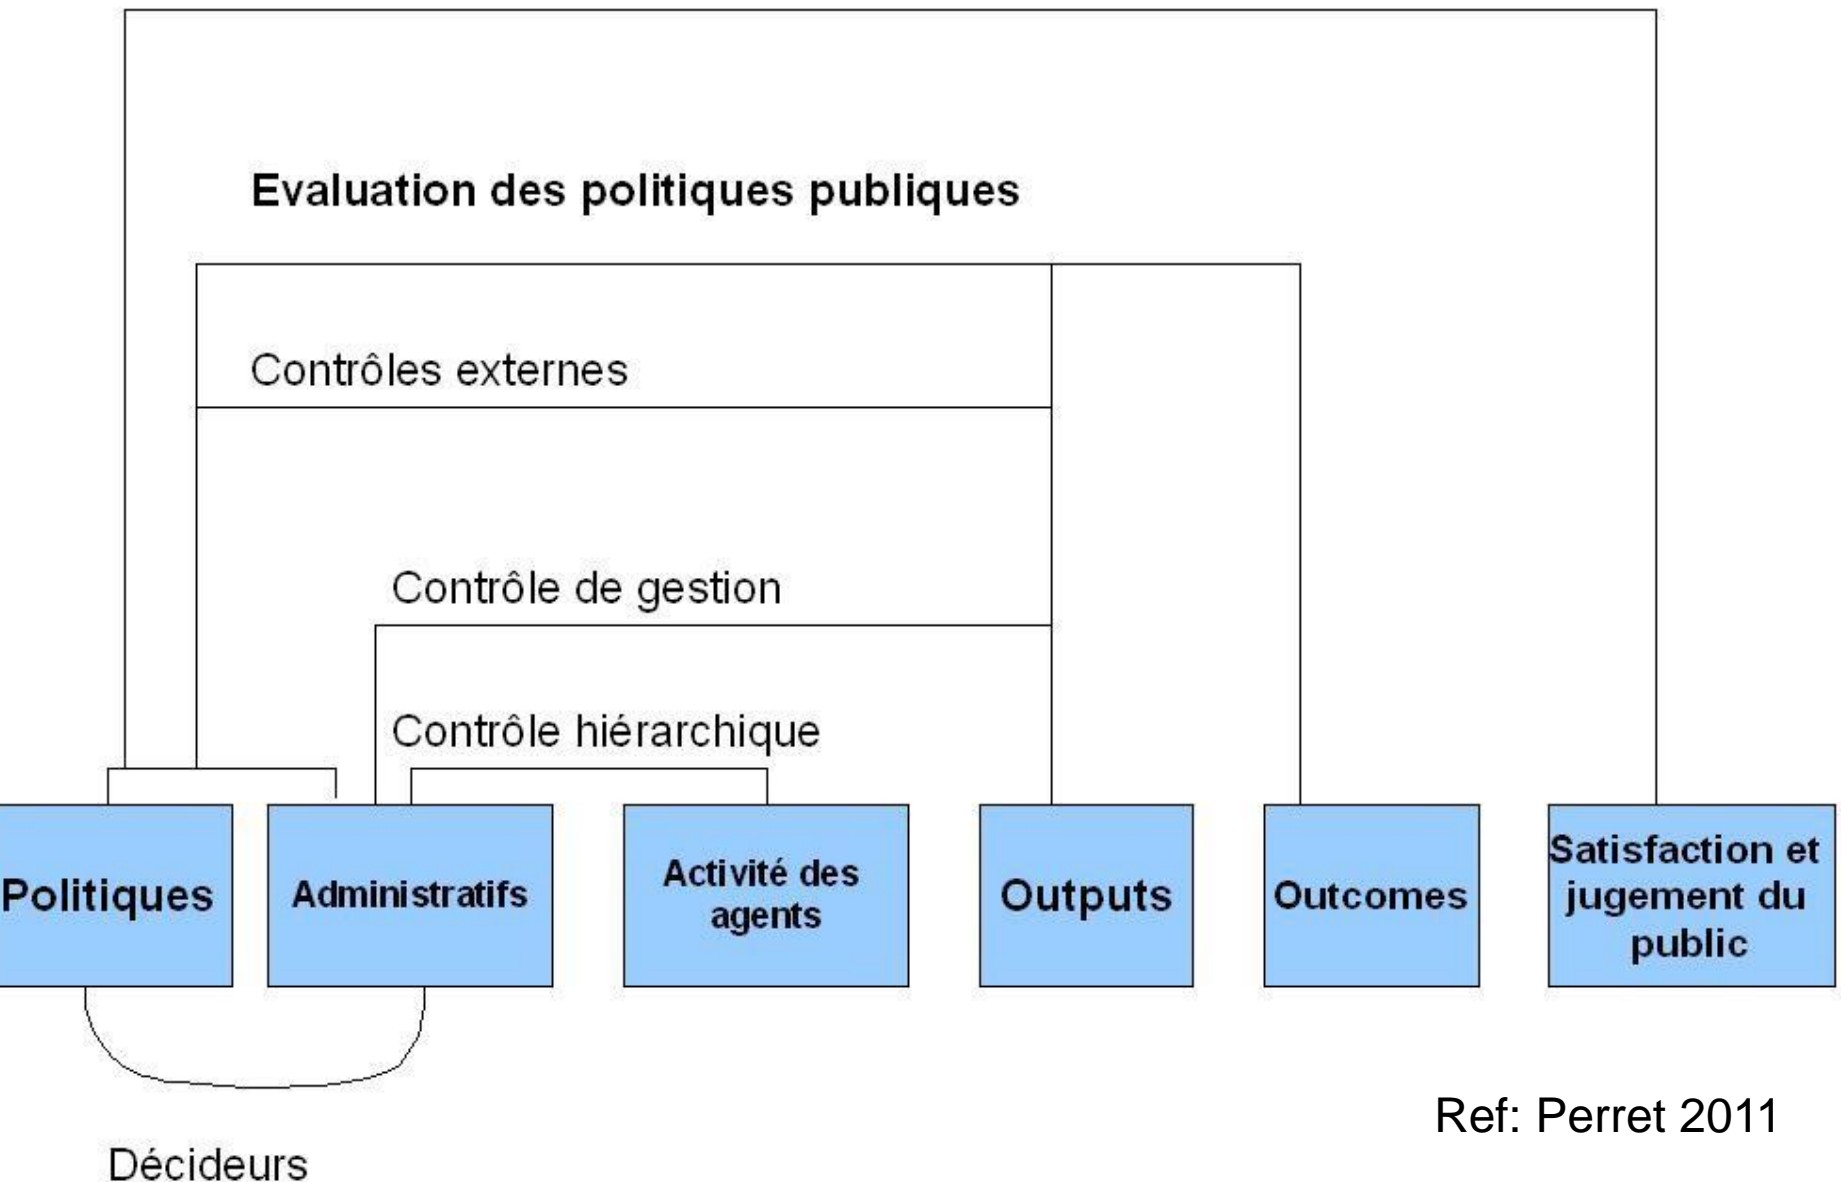 Evaluation des politiques publiques
Contrôles externes
Contrôle de gestion
Contrôle hiérarchique
Politiques
Administratifs
Activité des
agents
Outputs
Outcomes
Satisfaction et
jugement du
public
Ref: Perret 2011
Décideurs